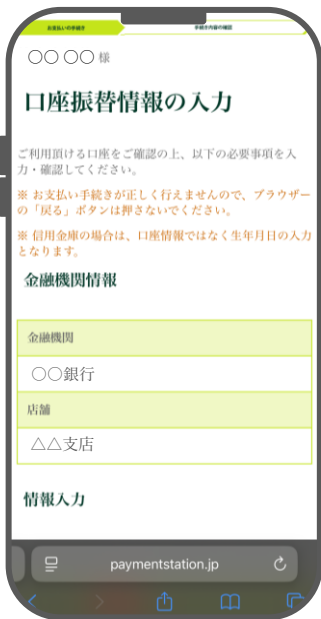 お支払いの手続き
手続き内容の確認
○○ ○○ 様
口座振替情報の入力
ご利用頂ける口座をご確認の上、以下の必要事項を入
力・確認してください。
※ お支払い手続きが正しく行えませんので、ブラウザー
の「戻る」ボタンは押さないでください。
※ 信用金庫の場合は、口座情報ではなく生年月日の入力
となります。
金融機関情報
金融機関
○○銀行
店舗
△△支店
情報入力
paymentstation.jp